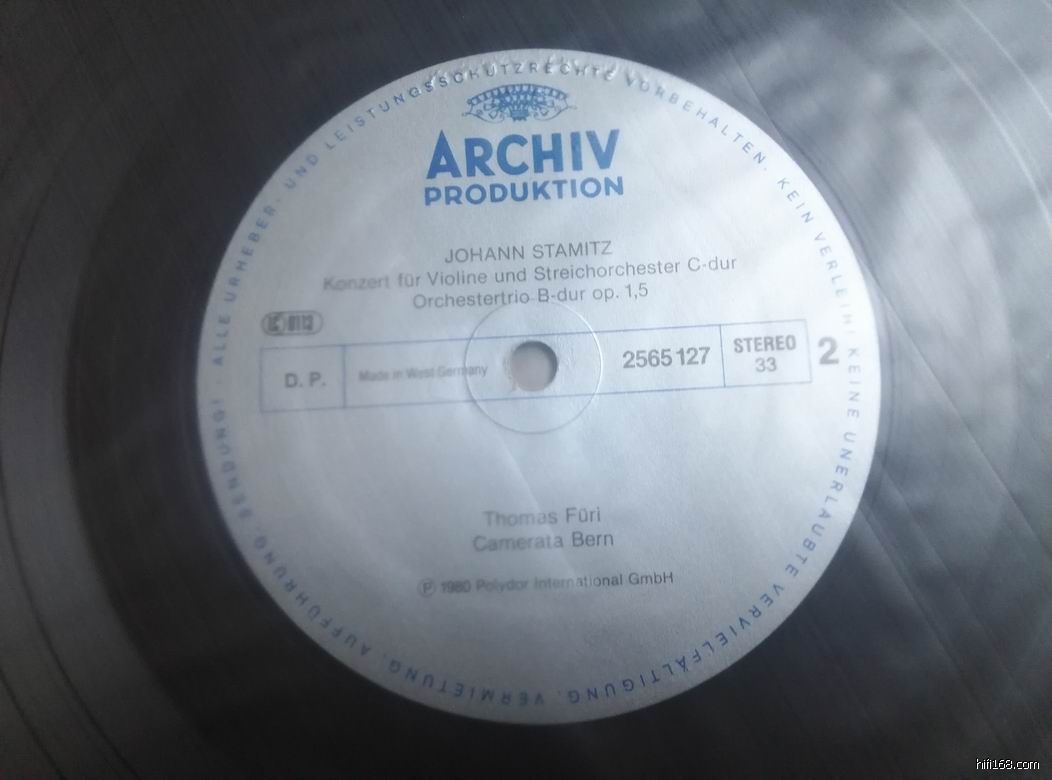 ALLE URHEBER- UND LEISTUNGSSCHUTZRECHTE VORBEHALTEN. KEIN VERLEIH! KEINE UNERLAUBTE VERVIELFÄLTIGUNG, VERMIETUNG, AUFFÜHRUNG, SENDUNG!
ARCHIV
PRODUKTION
JOHANN STAMITZ
Konzert für Violine und Streichorchester C-dur
Orchestertrio B-dur op. 1,5
D. P.
Made in West Germany
2565 127
STEREO
33
2
Thomas Füri
Camerata Bern
Ⓟ 1980 Polydor International GmbH
hifi168.com